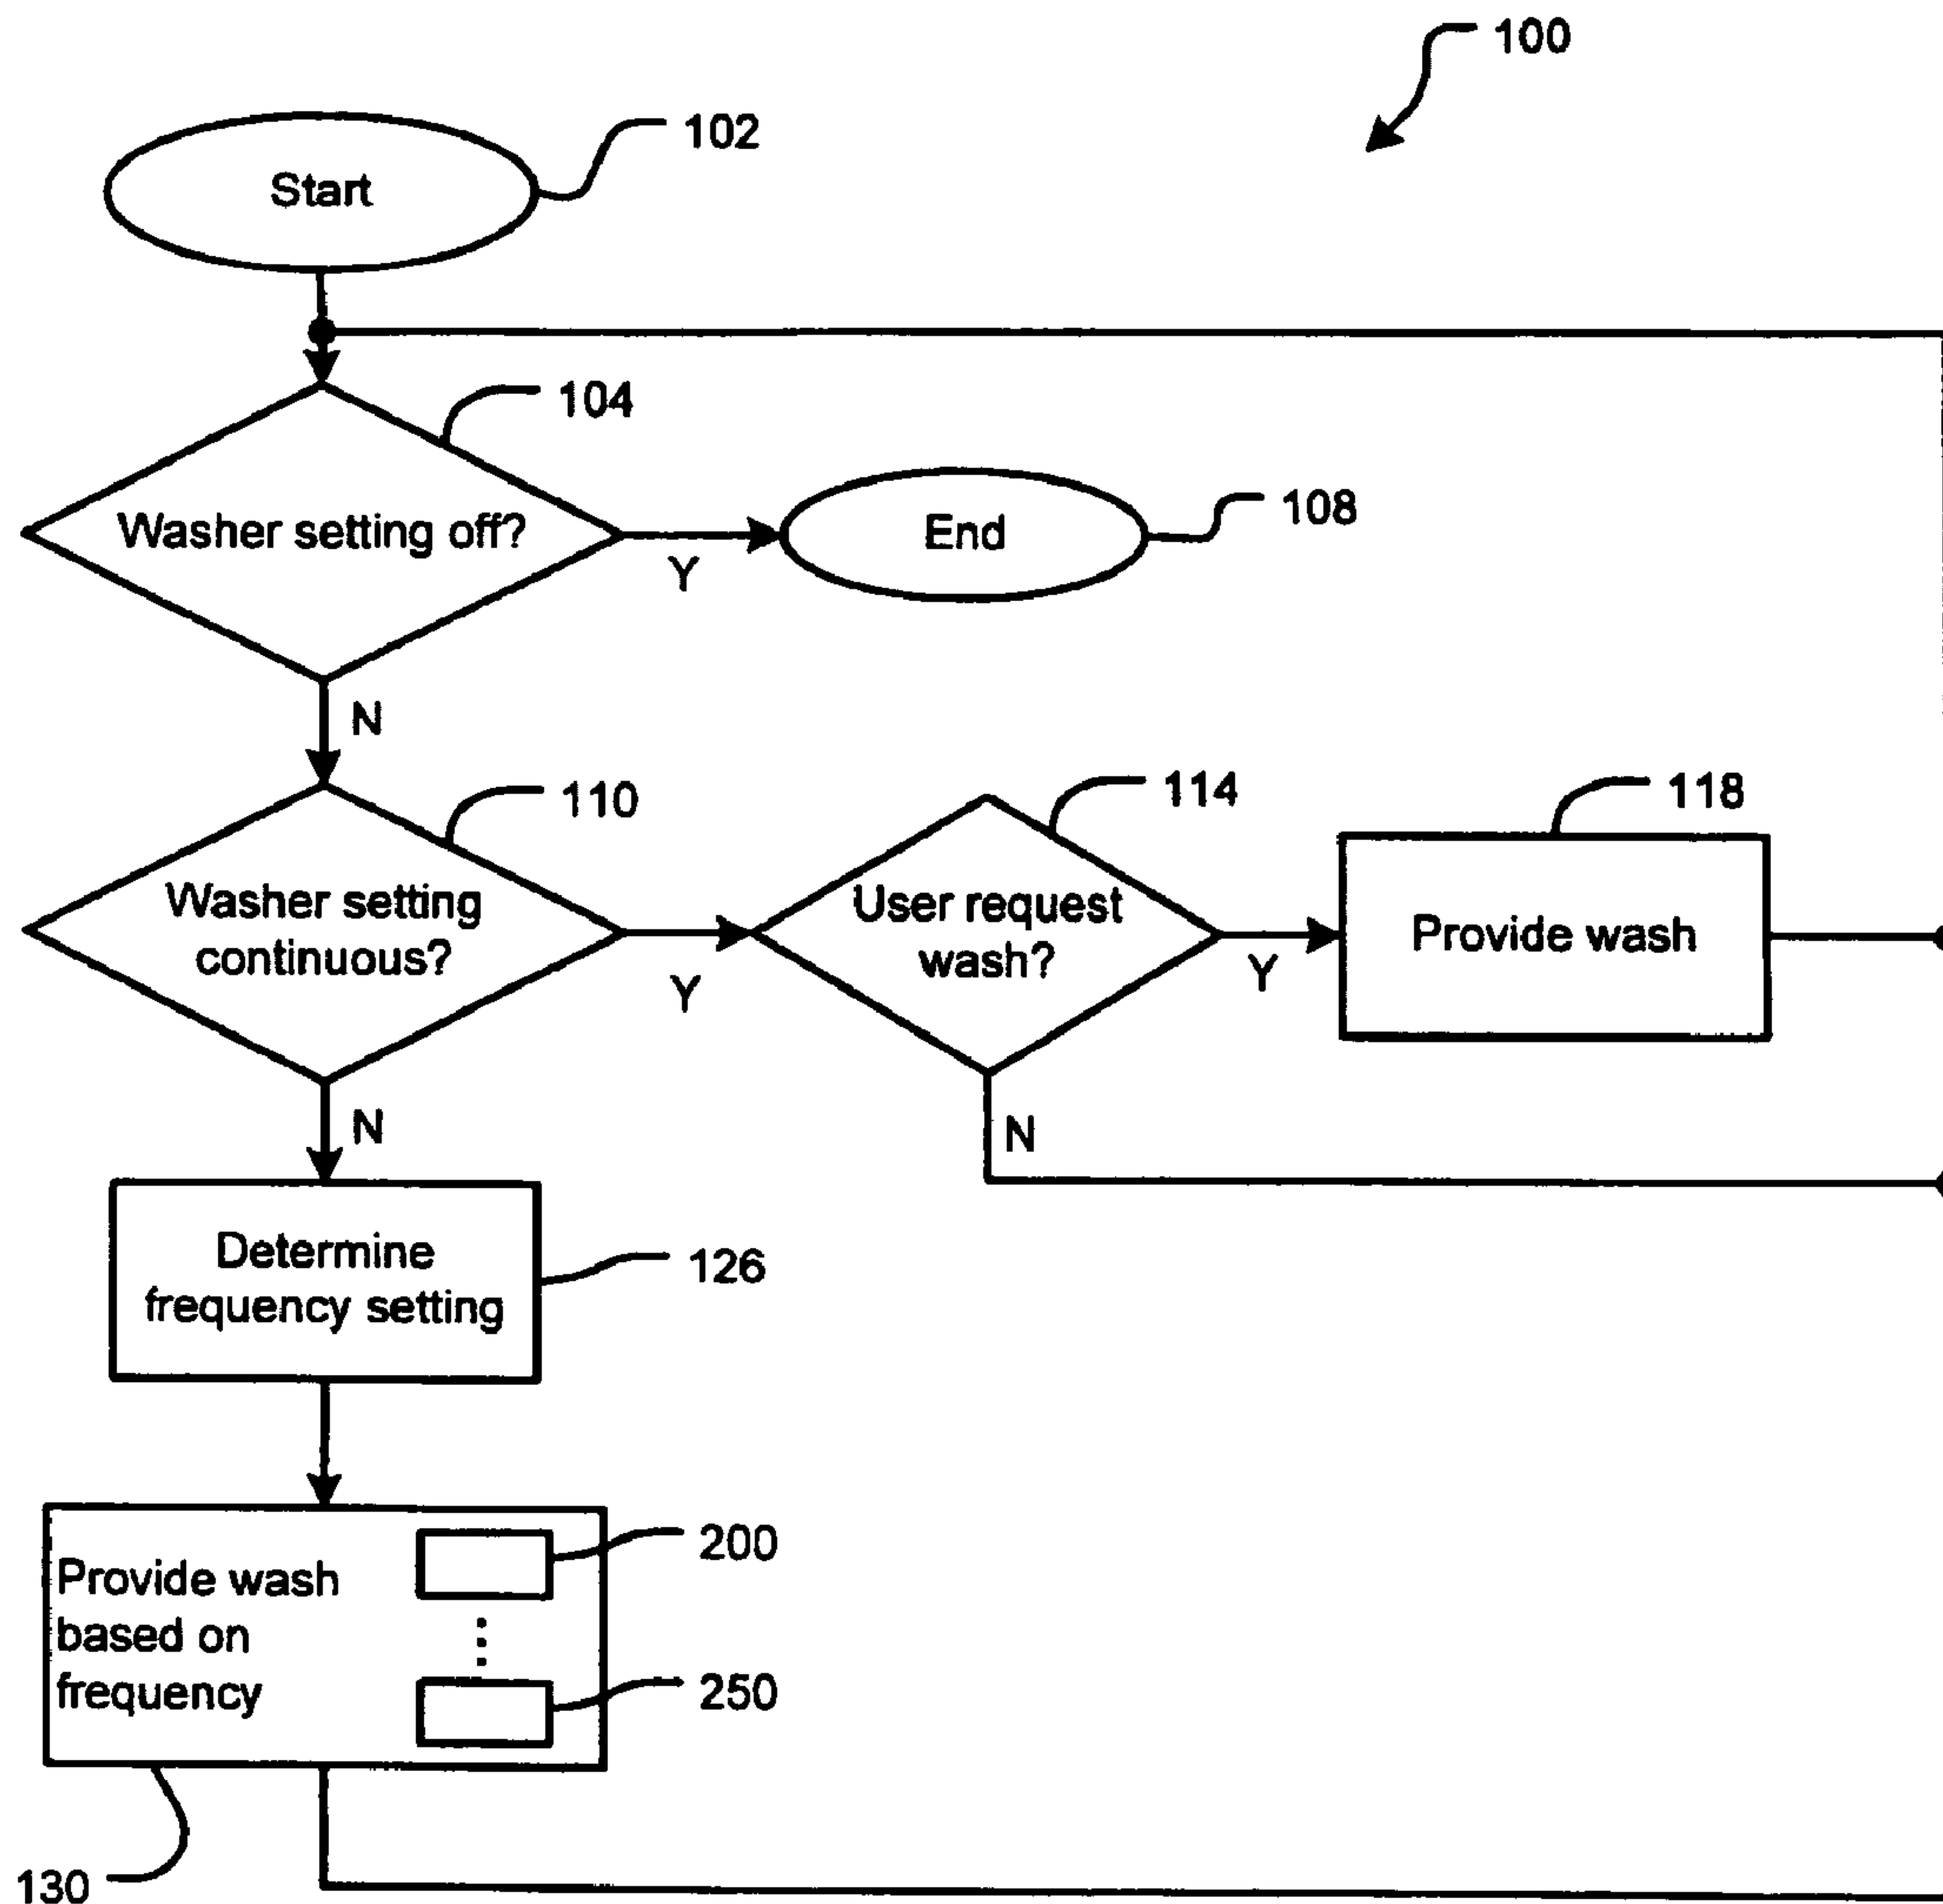 100
102
Start
104
Washer setting off?
Y
End
108
N
110
Washer setting
continuous?
Y
114
User request
wash?
Y
118
Provide wash
N
N
Determine
frequency setting
126
Provide wash
based on
frequency
200
250
130